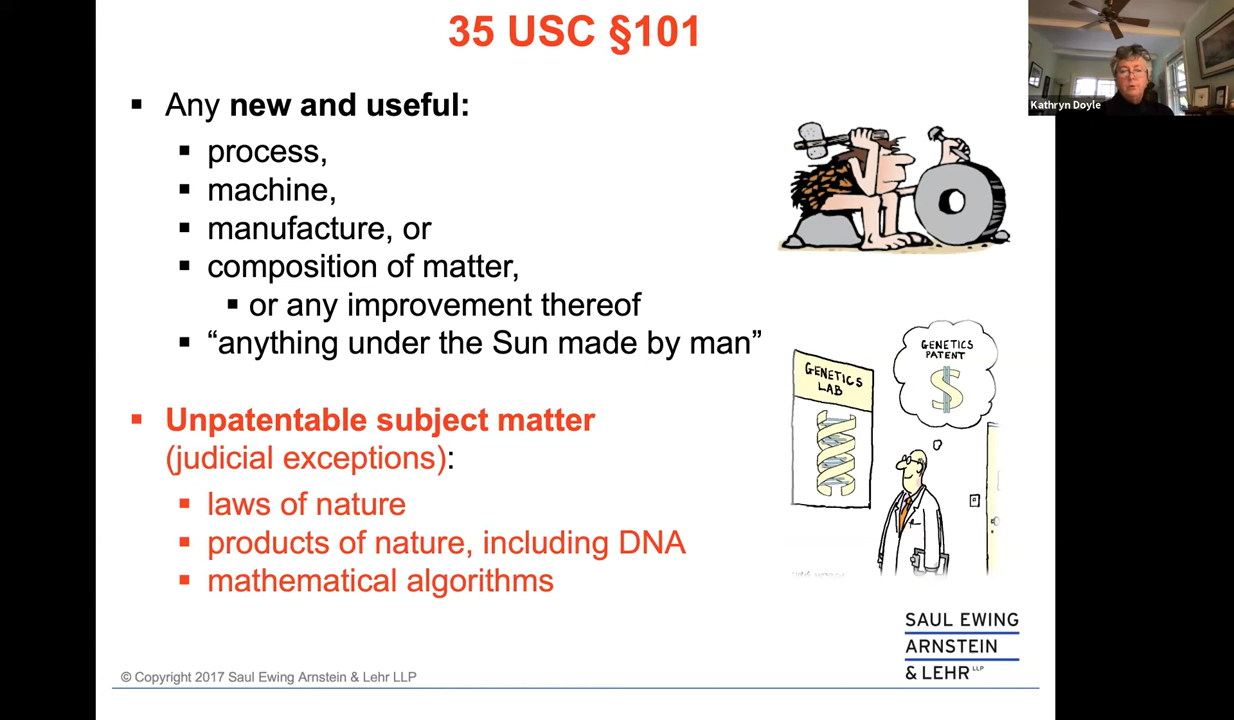 35 USC §101
Kathryn Doyle
▪ Any new and useful:
▪ process,
▪ machine,
▪ manufacture, or
▪ composition of matter,
▪ or any improvement thereof
▪ “anything under the Sun made by man”
GENETICS
PATENT
$
GENETICS
LAB
▪ Unpatentable subject matter
(judicial exceptions):
▪ laws of nature
▪ products of nature, including DNA
▪ mathematical algorithms
SAUL EWING
ARNSTEIN
& LEHR LLP
© Copyright 2017 Saul Ewing Arnstein & Lehr LLP